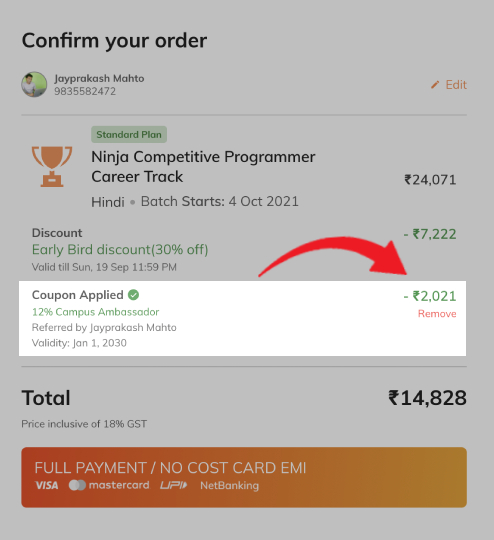 Confirm your order
Jayprakash Mahto
9835582472
Edit
Standard Plan
Ninja Competitive Programmer
Career Track
₹24,071
Hindi • Batch Starts: 4 Oct 2021
Discount
- ₹7,222
Early Bird discount(30% off)
Valid till Sun, 19 Sep 11:59 PM
Coupon Applied
- ₹2,021
12% Campus Ambassador
Remove
Referred by Jayprakash Mahto
Validity: Jan 1, 2030
Total
₹14,828
Price inclusive of 18% GST
FULL PAYMENT / NO COST CARD EMI
VISA mastercard UPI NetBanking